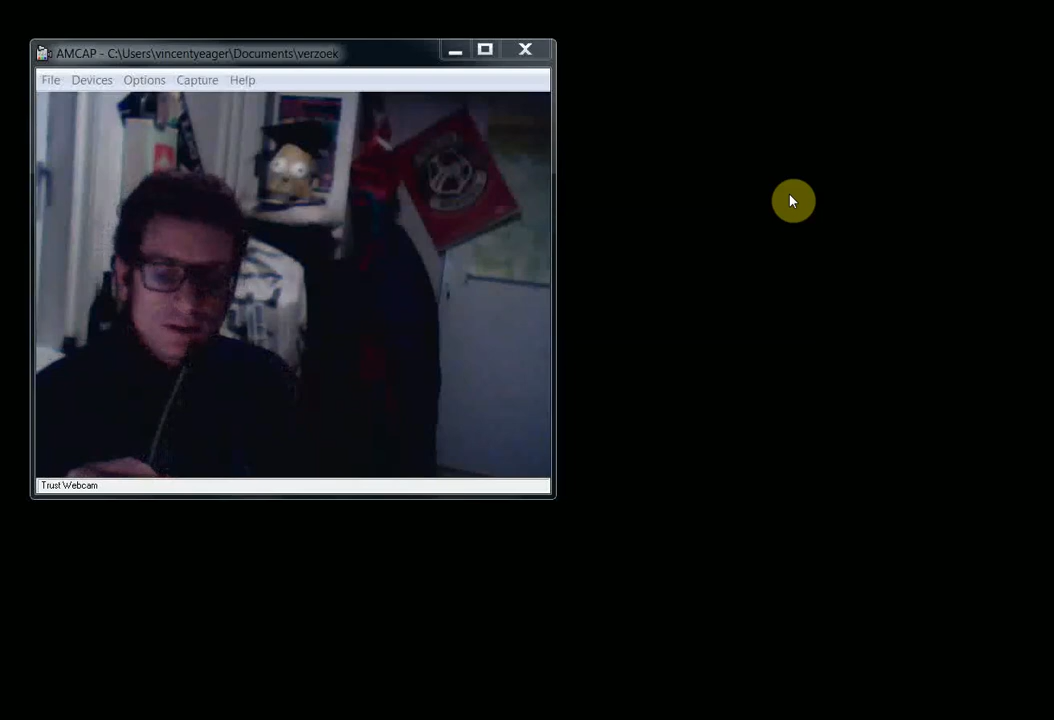 AMCAP - C:\Users\vincentyeager\Documents\verzoek
File Devices Options Capture Help
Trust Webcam